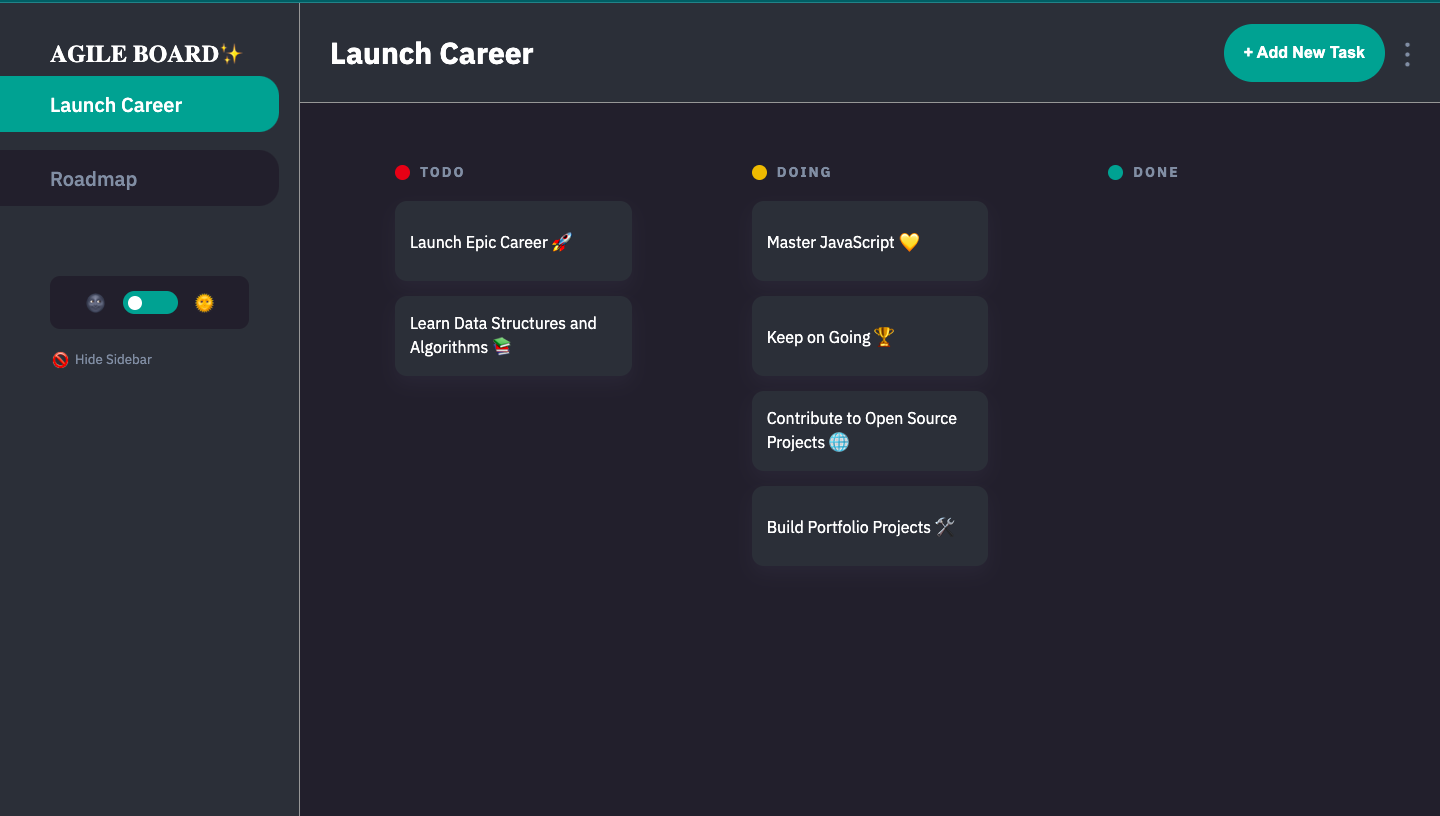 AGILE BOARD✨
Launch Career
Roadmap
🌚 🌞
🚫 Hide Sidebar
Launch Career
+ Add New Task
TODO
Launch Epic Career 🚀
Learn Data Structures and
Algorithms 📚
DOING
Master JavaScript 💛
Keep on Going 🏆
Contribute to Open Source
Projects 🌐
Build Portfolio Projects 🛠️
DONE